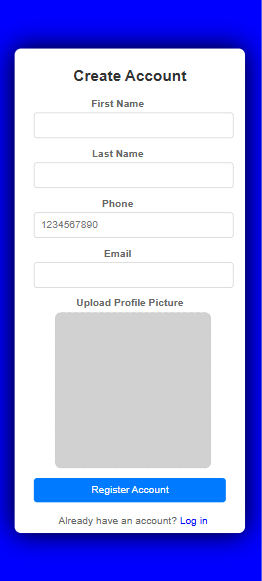 Create Account
First Name
Last Name
Phone
1234567890
Email
Upload Profile Picture
Register Account
Already have an account? Log in